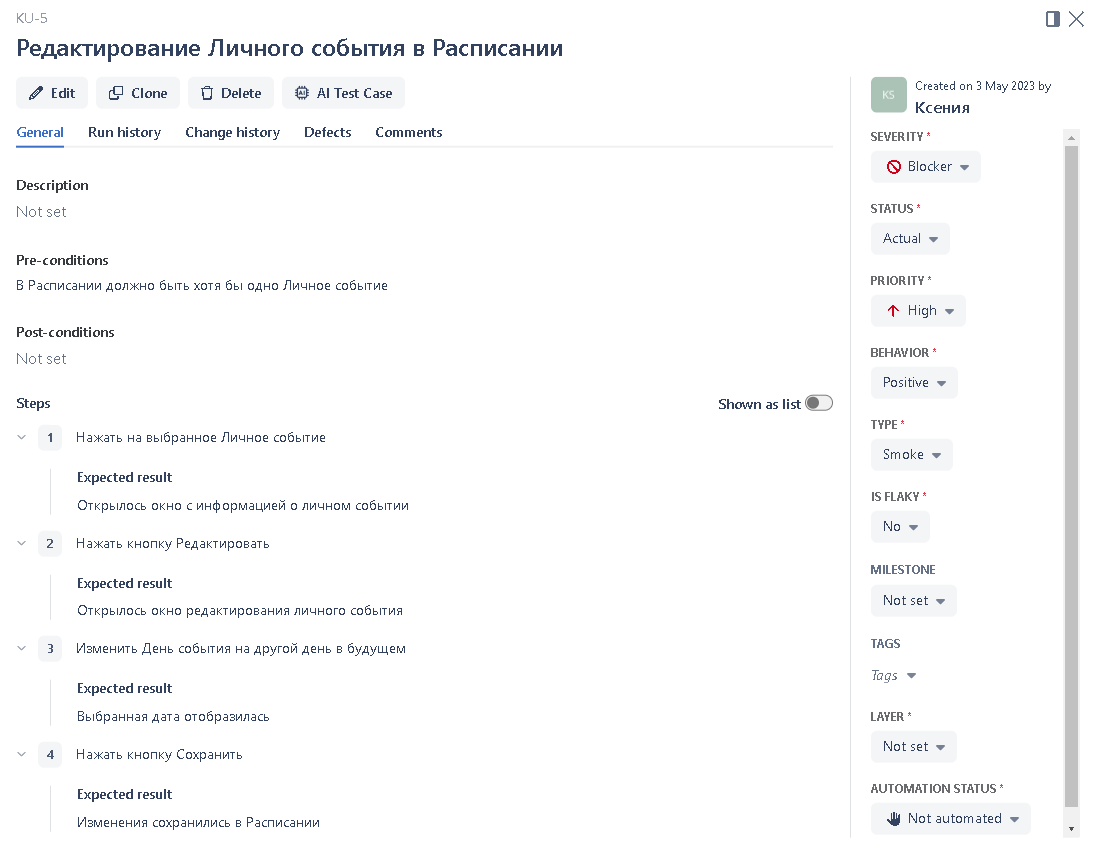 KU-5
Редактирование Личного события в Расписании
Edit
Clone
Delete
AI Test Case
General
Run history
Change history
Defects
Comments
Description
Not set
Pre-conditions
В Расписании должно быть хотя бы одно Личное событие
Post-conditions
Not set
Steps
Shown as list
1 Нажать на выбранное Личное событие
Expected result
Открылось окно с информацией о личном событии
2 Нажать кнопку Редактировать
Expected result
Открылось окно редактирования личного события
3 Изменить День события на другой день в будущем
Expected result
Выбранная дата отобразилась
4 Нажать кнопку Сохранить
Expected result
Изменения сохранились в Расписании
KS
Created on 3 May 2023 by
Ксения
SEVERITY *
Blocker
STATUS *
Actual
PRIORITY *
High
BEHAVIOR *
Positive
TYPE *
Smoke
IS FLAKY *
No
MILESTONE
Not set
TAGS
Tags
LAYER *
Not set
AUTOMATION STATUS *
Not automated